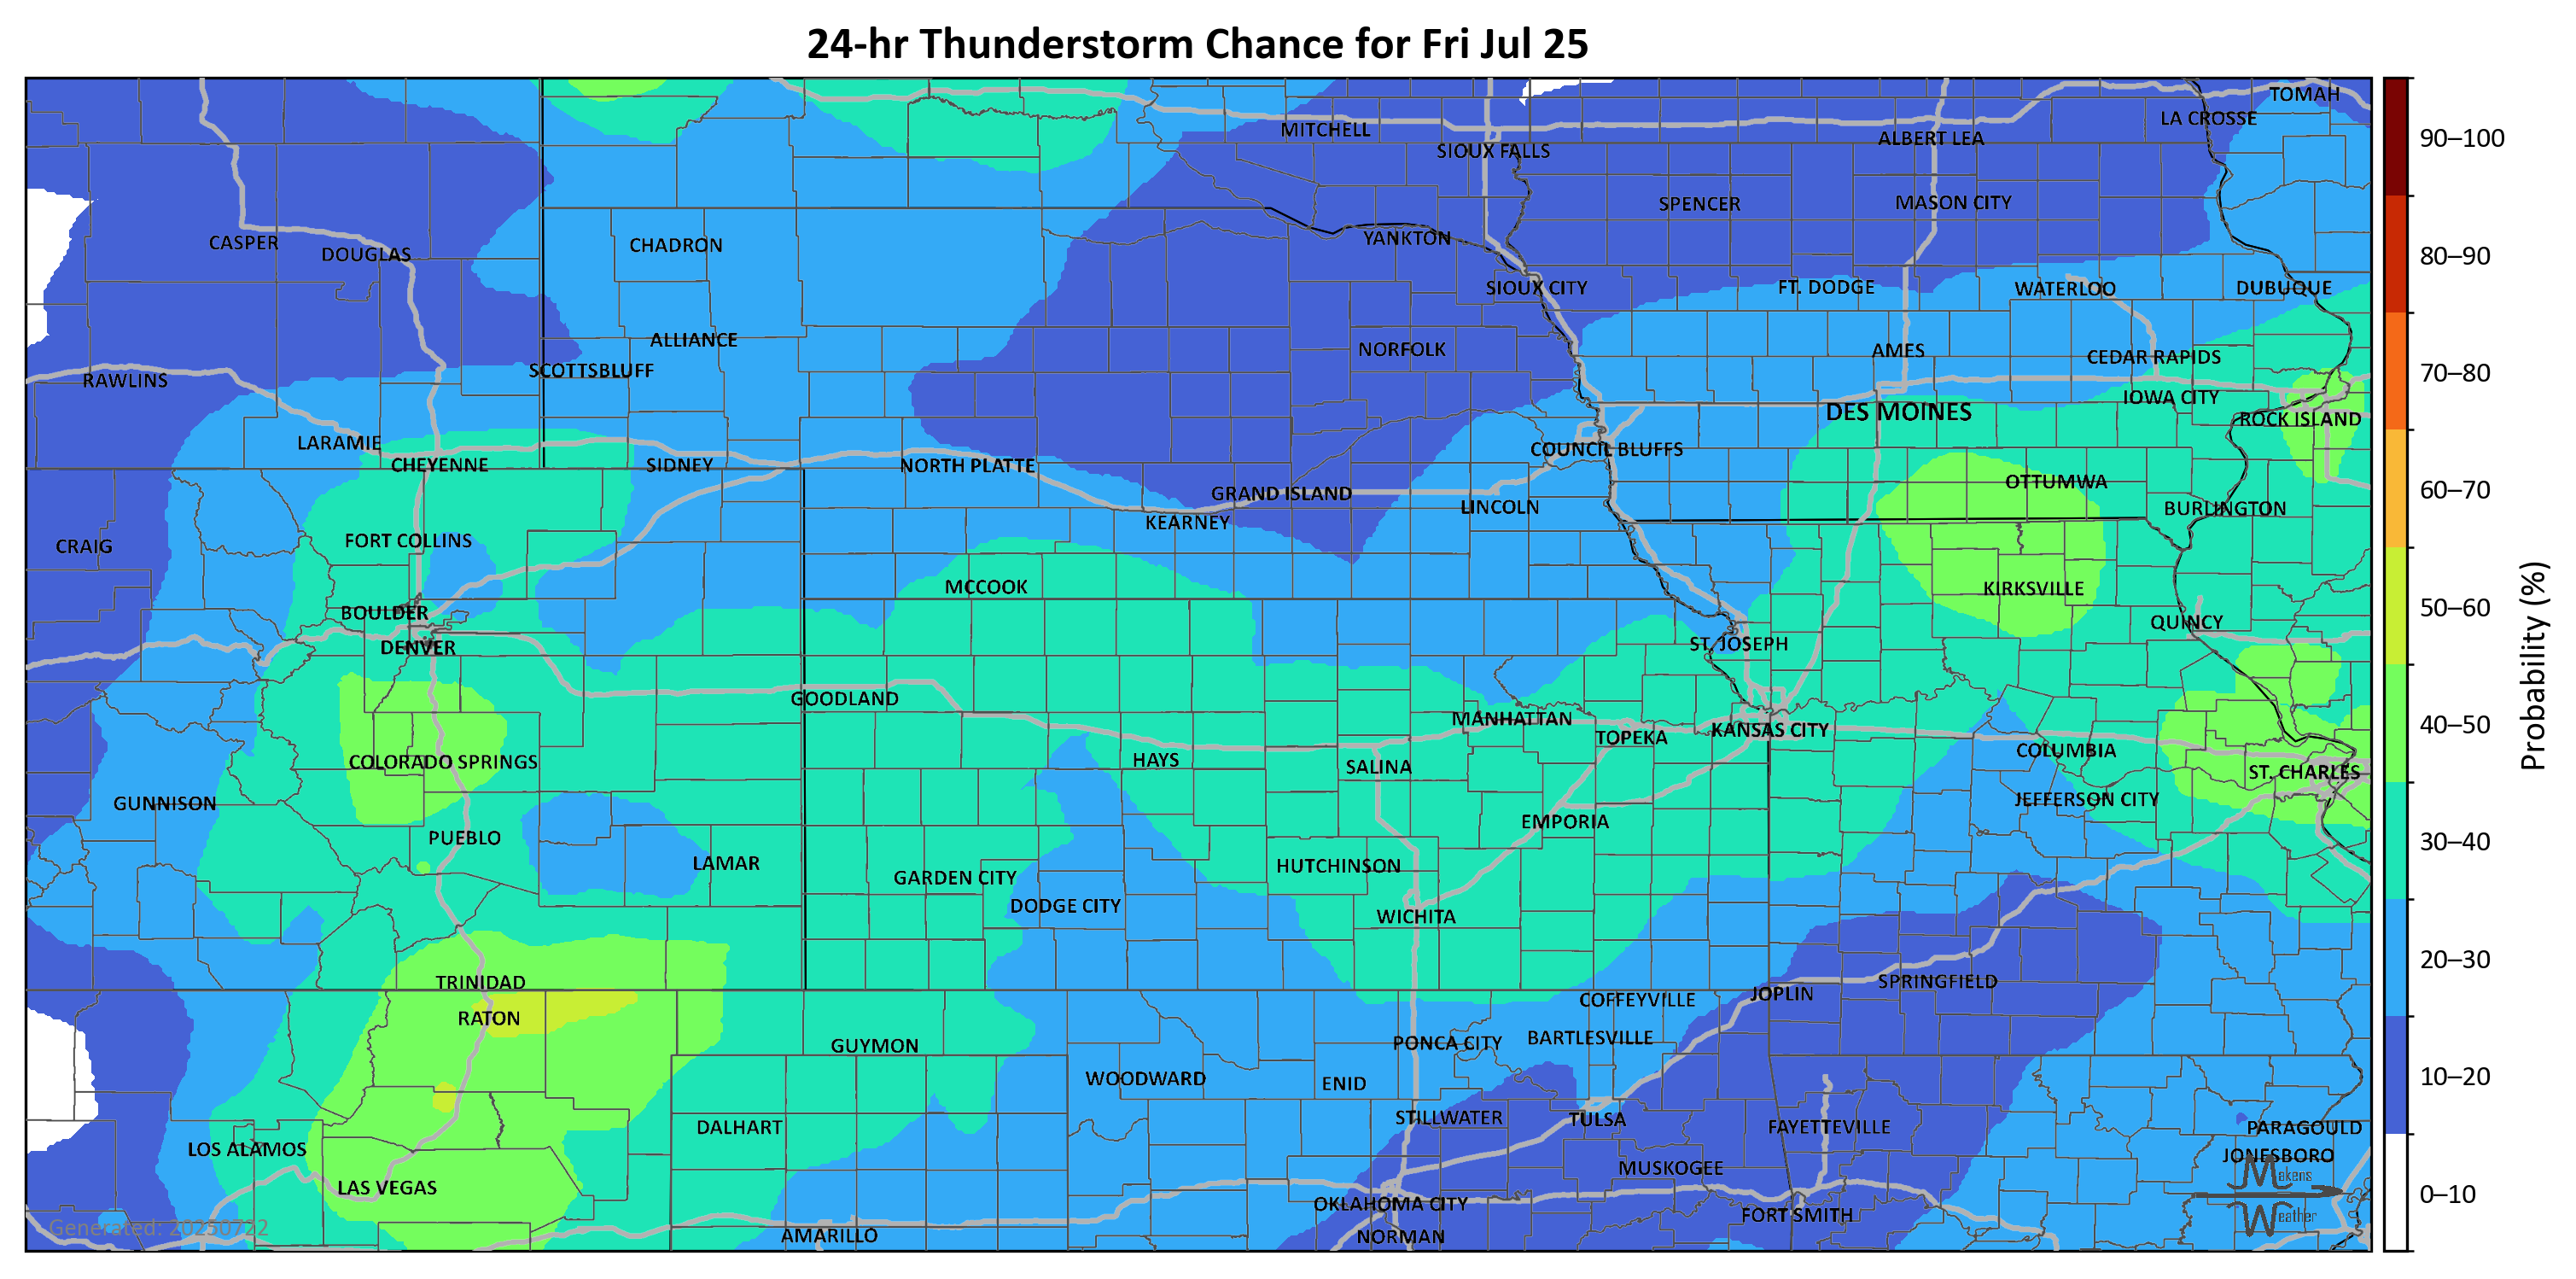 24-hr Thunderstorm Chance for Fri Jul 25
TOMAH
LA CROSSE
MITCHELL
ALBERT LEA
SIOUX FALLS
SPENCER
MASON CITY
YANKTON
CASPER
CHADRON
DOUGLAS
SIOUX CITY
FT. DODGE
WATERLOO
DUBUQUE
ALLIANCE
NORFOLK
AMES
CEDAR RAPIDS
SCOTTSBLUFF
RAWLINS
IOWA CITY
DES MOINES
ROCK ISLAND
LARAMIE
COUNCIL BLUFFS
CHEYENNE
SIDNEY
NORTH PLATTE
OTTUMWA
GRAND ISLAND
LINCOLN
BURLINGTON
KEARNEY
FORT COLLINS
CRAIG
MCCOOK
KIRKSVILLE
BOULDER
QUINCY
DENVER
ST. JOSEPH
GOODLAND
MANHATTAN
KANSAS CITY
TOPEKA
COLUMBIA
COLORADO SPRINGS
HAYS
SALINA
ST. CHARLES
GUNNISON
JEFFERSON CITY
EMPORIA
PUEBLO
LAMAR
HUTCHINSON
GARDEN CITY
DODGE CITY
WICHITA
TRINIDAD
SPRINGFIELD
JOPLIN
COFFEYVILLE
RATON
BARTLESVILLE
PONCA CITY
GUYMON
WOODWARD
ENID
STILLWATER
TULSA
DALHART
FAYETTEVILLE
PARAGOULD
LOS ALAMOS
JONESBORO
MUSKOGEE
Makens
LAS VEGAS
OKLAHOMA CITY
FORT SMITH
Weather
Generated: 20250722
AMARILLO
NORMAN
90–100
80–90
70–80
60–70
50–60
40–50
30–40
20–30
10–20
0–10
Probability (%)